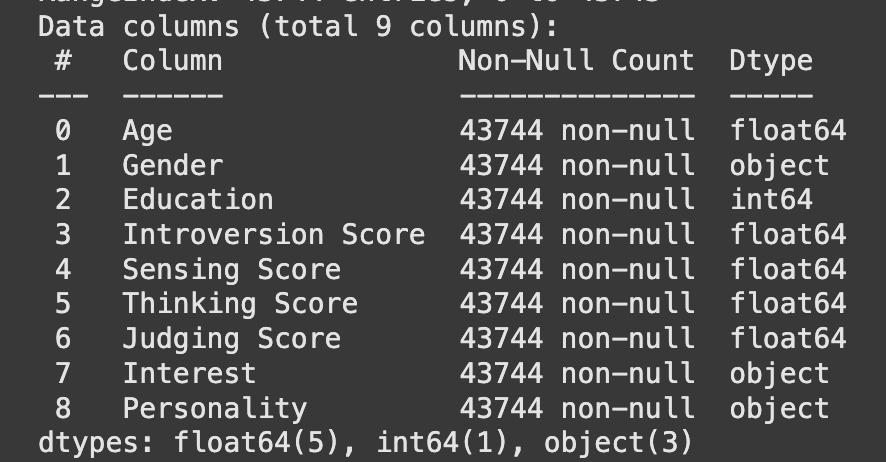 Data columns (total 9 columns):
 #   Column              Non-Null Count  Dtype
---  ------              --------------  -----
 0   Age                 43744 non-null  float64
 1   Gender              43744 non-null  object
 2   Education           43744 non-null  int64
 3   Introversion Score  43744 non-null  float64
 4   Sensing Score       43744 non-null  float64
 5   Thinking Score      43744 non-null  float64
 6   Judging Score       43744 non-null  float64
 7   Interest            43744 non-null  object
 8   Personality         43744 non-null  object
dtypes: float64(5), int64(1), object(3)